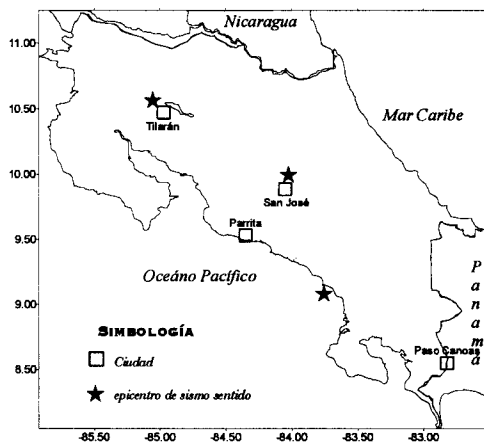 Nicaragua
11.00
Mar Caribe
10.50
Tilarán
10.00
San José
Parrita
9.50
Océano Pacífico
Panamá
9.00
SIMBOLOGÍA
Paso Canoas
Ciudad
8.50
epicentro de sismo sentido
-85.50
-85.00
-84.50
-84.00
-83.50
-83.00